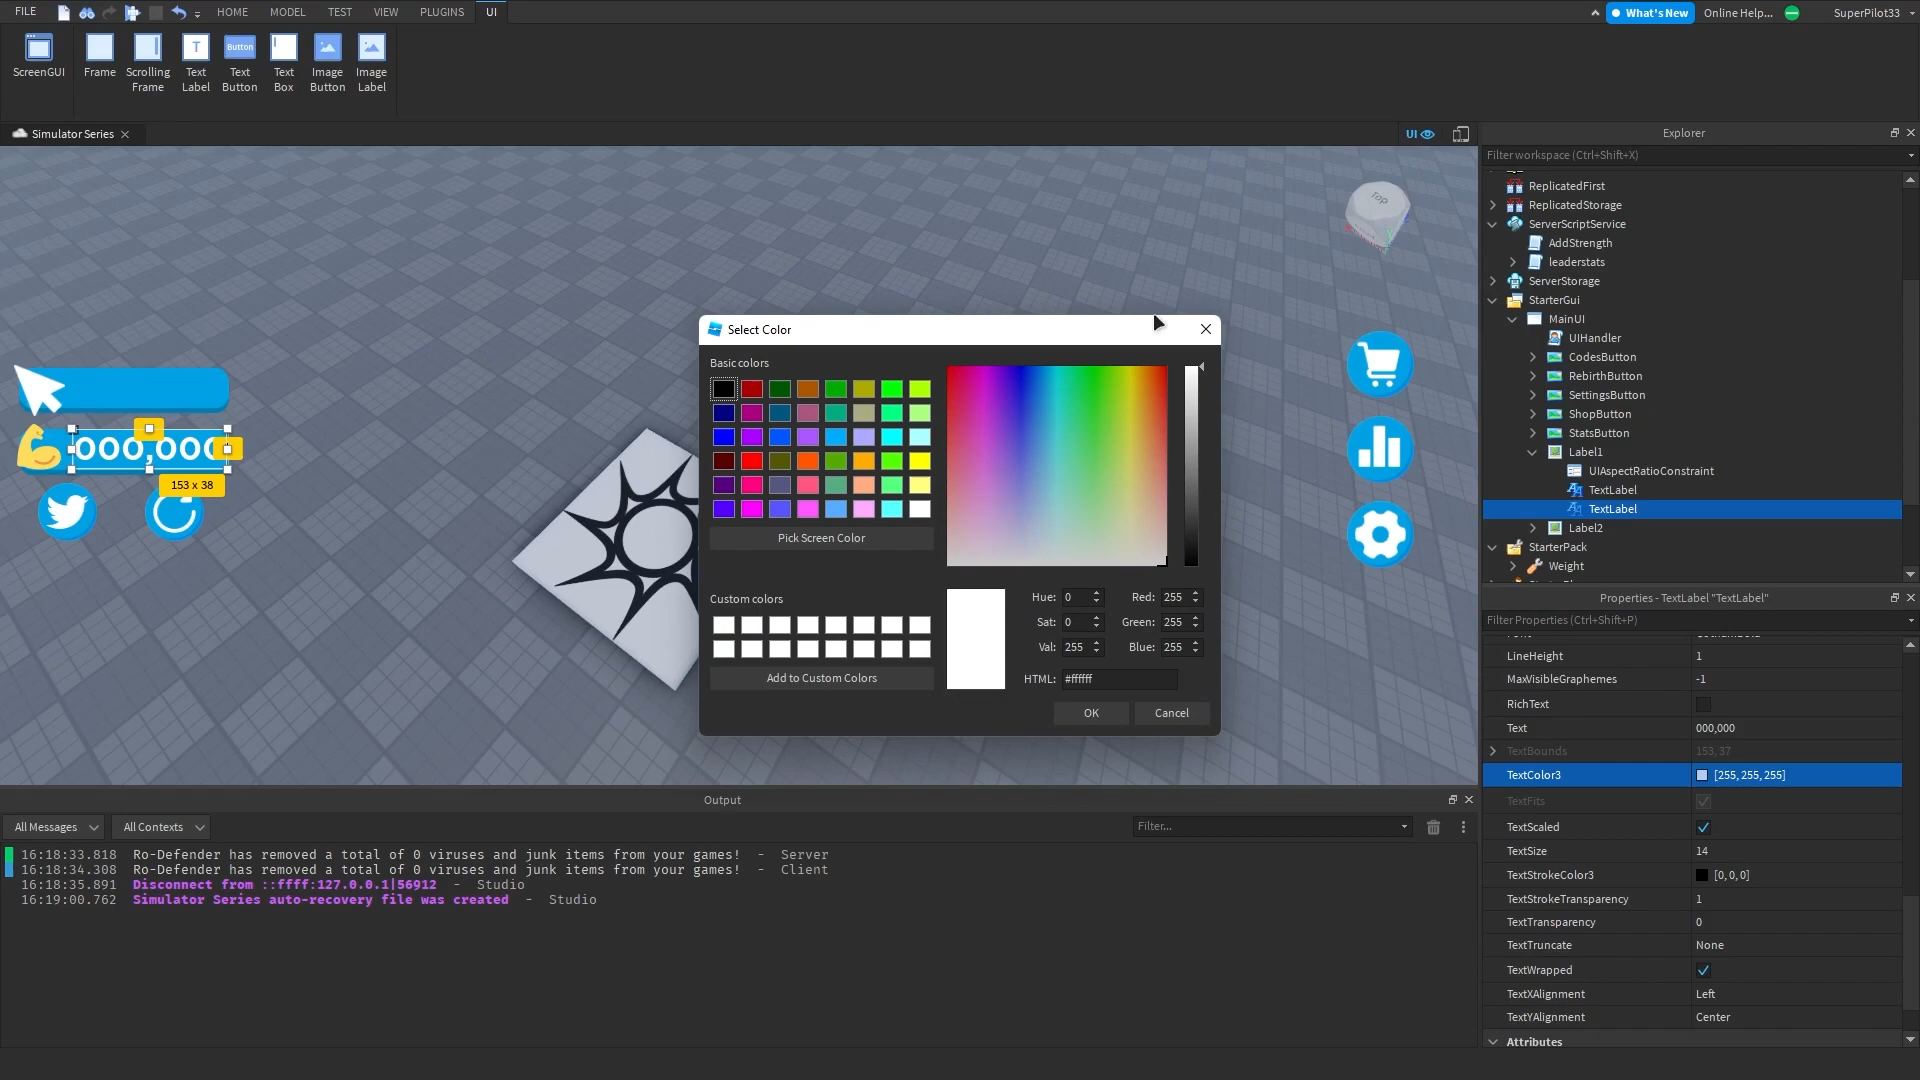 FILE HOME MODEL TEST VIEW PLUGINS UI What's New Online Help... SuperPilot33
ScreenGUI Frame Scrolling Frame Text Label Button Text Button Text Box Image Button Image Label
Simulator Series UI
Top
000,000
153 x 38
Select Color
Basic colors
Pick Screen Color
Custom colors
Add to Custom Colors
Hue: 0 Red: 255
Sat: 0 Green: 255
Val: 255 Blue: 255
HTML: #ffffff
OK Cancel
Explorer
Filter workspace (Ctrl+Shift+X)
ReplicatedFirst
ReplicatedStorage
ServerScriptService
AddStrength
leaderstats
ServerStorage
StarterGui
MainUI
UIHandler
CodesButton
RebirthButton
SettingsButton
ShopButton
StatsButton
Label1
UIAspectRatioConstraint
TextLabel
TextLabel
Label2
StarterPack
Weight
Properties - TextLabel "TextLabel"
Filter Properties (Ctrl+Shift+P)
LineHeight 1
MaxVisibleGraphemes -1
RichText
Text 000,000
TextBounds 153, 37
TextColor3 [255, 255, 255]
TextFits
TextScaled
TextSize 14
TextStrokeColor3 [0, 0, 0]
TextStrokeTransparency 1
TextTransparency 0
TextTruncate None
TextWrapped
TextXAlignment Left
TextYAlignment Center
Attributes
Output
All Messages All Contexts Filter...
16:18:33.818 Ro-Defender has removed a total of 0 viruses and junk items from your games! - Server
16:18:34.308 Ro-Defender has removed a total of 0 viruses and junk items from your games! - Client
16:18:35.891 Disconnect from ::ffff:127.0.0.1|56912 - Studio
16:19:00.762 Simulator Series auto-recovery file was created - Studio